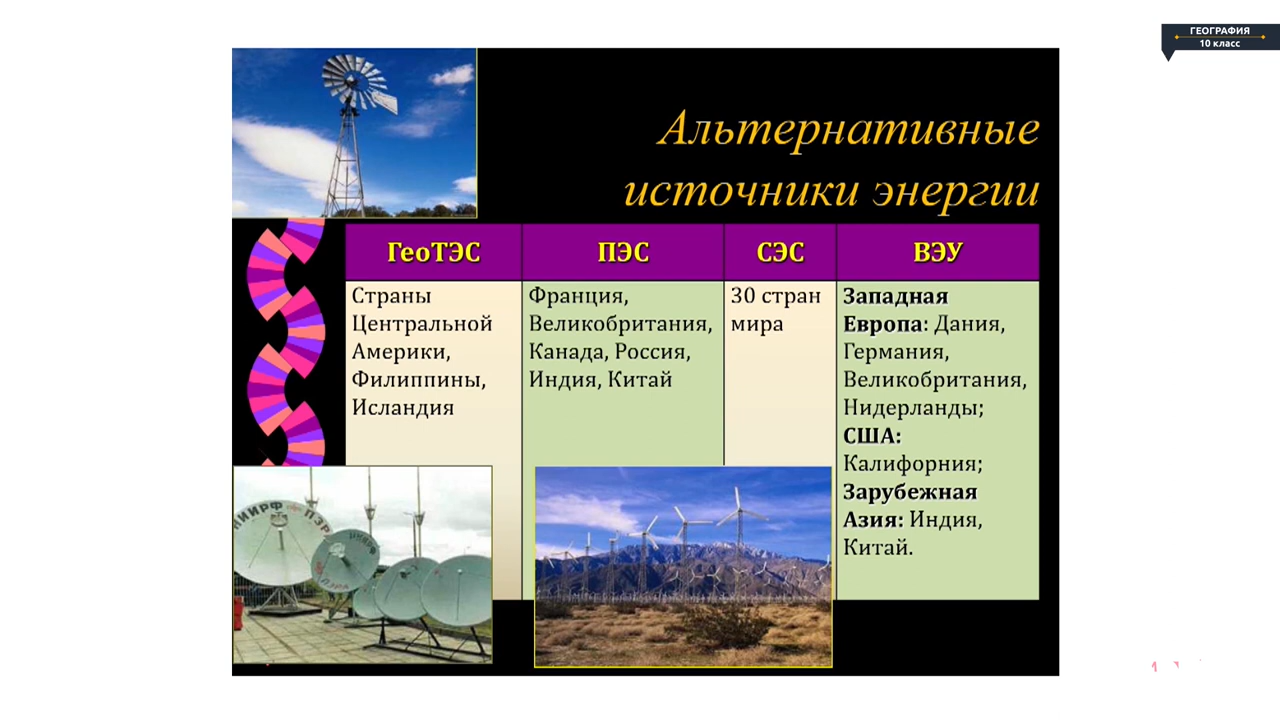 ГЕОГРАФИЯ
10 класс
Альтернативные
источники энергии
ГеоТЭС
ПЭС
СЭС
ВЭУ
Страны
Центральной
Америки,
Филиппины,
Исландия
Франция,
Великобритания,
Канада, Россия,
Индия, Китай
30 стран
мира
Западная
Европа: Дания,
Германия,
Великобритания,
Нидерланды;
США:
Калифорния;
Зарубежная
Азия: Индия,
Китай.